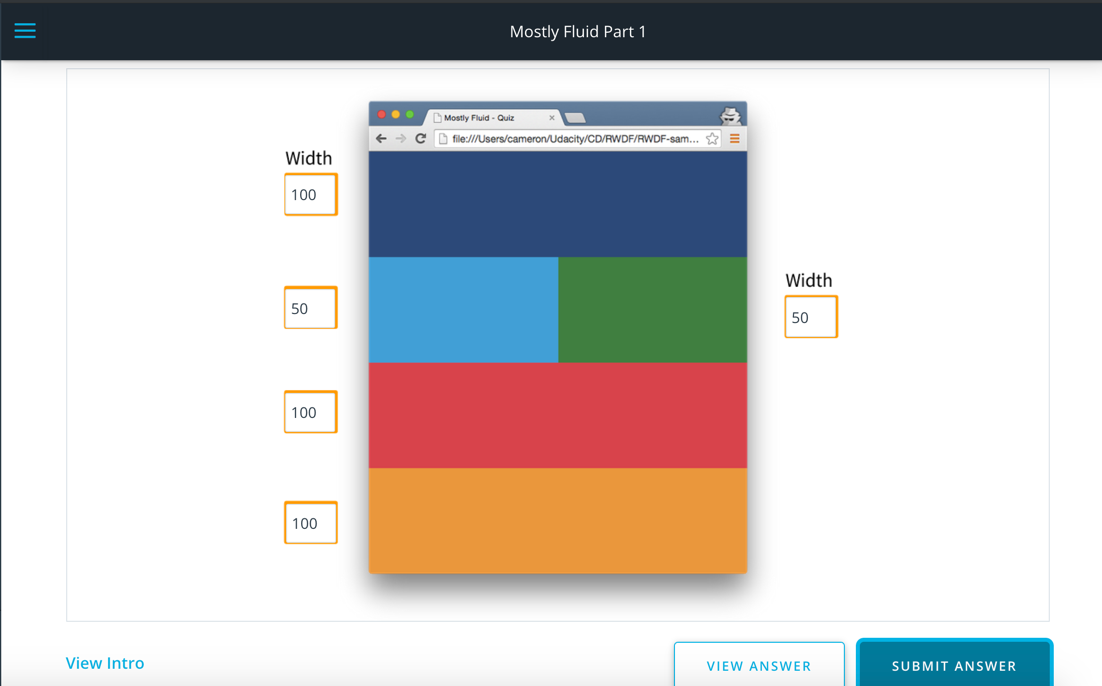 Mostly Fluid Part 1
Mostly Fluid - Quiz
file:///Users/cameron/Udacity/CD/RWDF/RWDF-sam...
Width
100
50
Width
50
100
100
View Intro
VIEW ANSWER
SUBMIT ANSWER